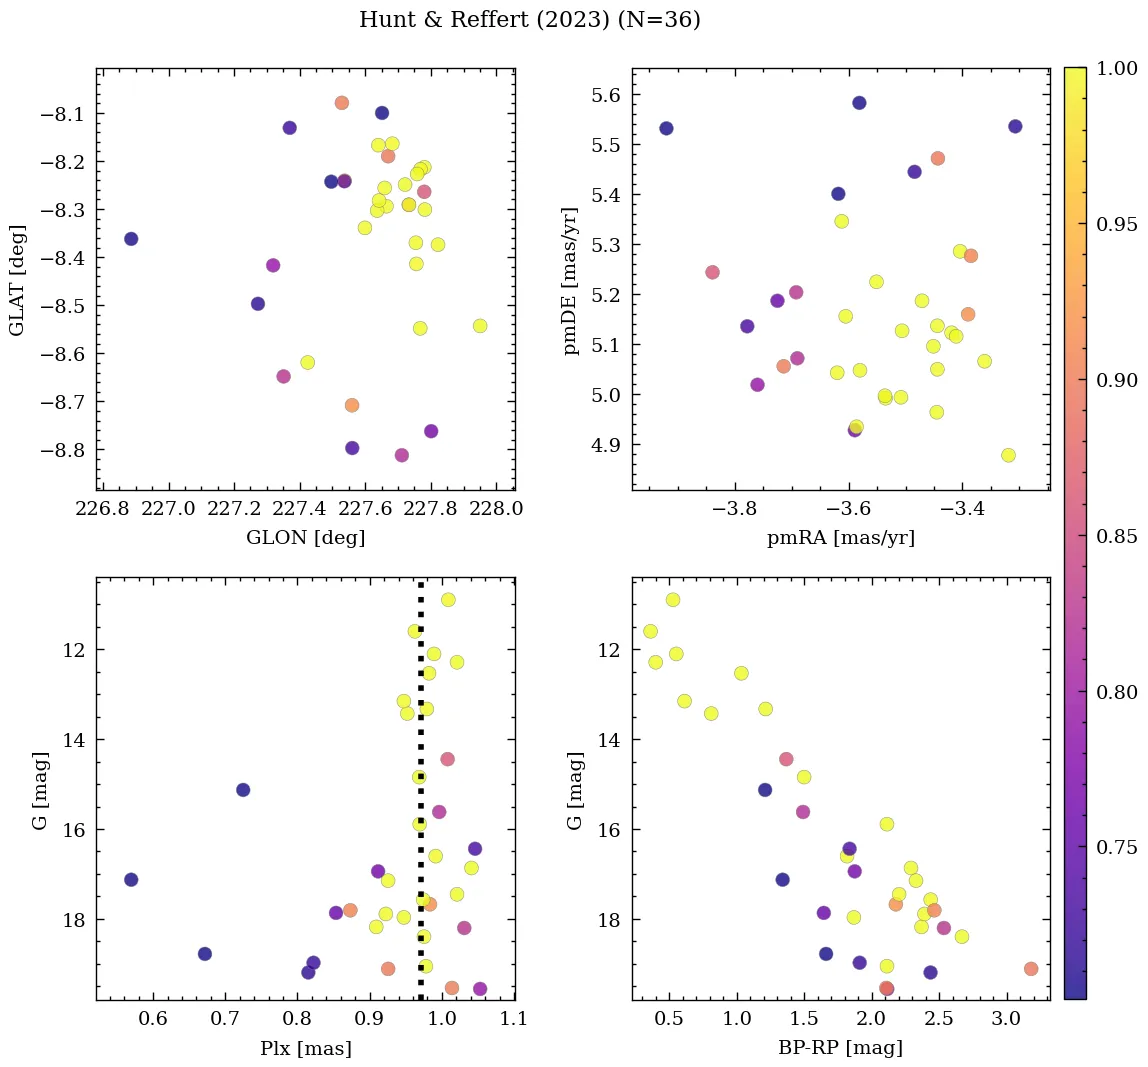 Hunt & Reffert (2023) (N=36)
−8.1
−8.2
−8.3
−8.4
−8.5
−8.6
−8.7
−8.8
GLAT [deg]
226.8 227.0 227.2 227.4 227.6 227.8 228.0
GLON [deg]
5.6
5.5
5.4
5.3
5.2
5.1
5.0
4.9
pmDE [mas/yr]
−3.8 −3.6 −3.4
pmRA [mas/yr]
12
14
16
18
G [mag]
0.6 0.7 0.8 0.9 1.0 1.1
Plx [mas]
12
14
16
18
G [mag]
0.5 1.0 1.5 2.0 2.5 3.0
BP-RP [mag]
1.00
0.95
0.90
0.85
0.80
0.75